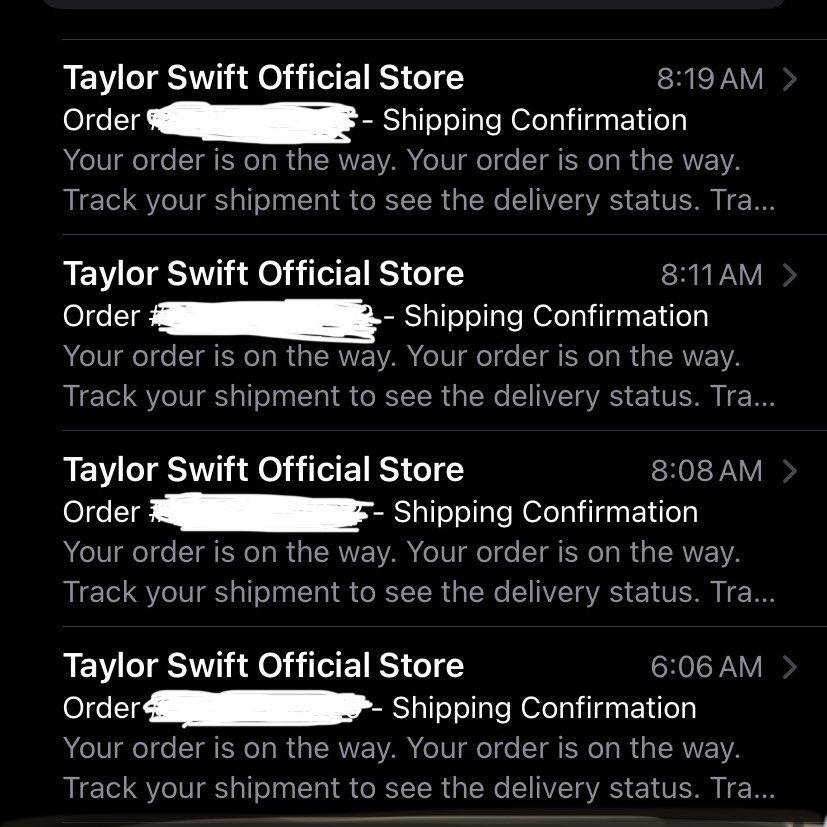 Taylor Swift Official Store 8:19 AM
Order - Shipping Confirmation
Your order is on the way. Your order is on the way.
Track your shipment to see the delivery status. Tra...
Taylor Swift Official Store 8:11 AM
Order # - Shipping Confirmation
Your order is on the way. Your order is on the way.
Track your shipment to see the delivery status. Tra...
Taylor Swift Official Store 8:08 AM
Order # - Shipping Confirmation
Your order is on the way. Your order is on the way.
Track your shipment to see the delivery status. Tra...
Taylor Swift Official Store 6:06 AM
Order - Shipping Confirmation
Your order is on the way. Your order is on the way.
Track your shipment to see the delivery status. Tra...